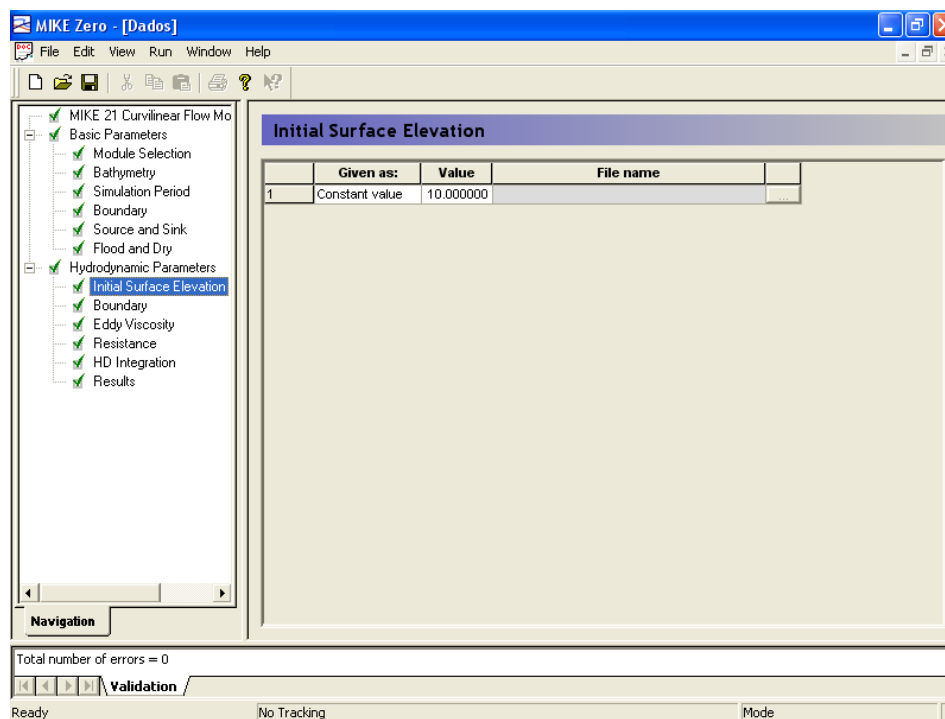 MIKE Zero - [Dados]
File Edit View Run Window Help
MIKE 21 Curvilinear Flow Mo
Basic Parameters
Module Selection
Bathymetry
Simulation Period
Boundary
Source and Sink
Flood and Dry
Hydrodynamic Parameters
Initial Surface Elevation
Boundary
Eddy Viscosity
Resistance
HD Integration
Results
Navigation
Initial Surface Elevation
Given as: Value File name
1 Constant value 10.000000 ...
Total number of errors = 0
Validation
Ready No Tracking Mode